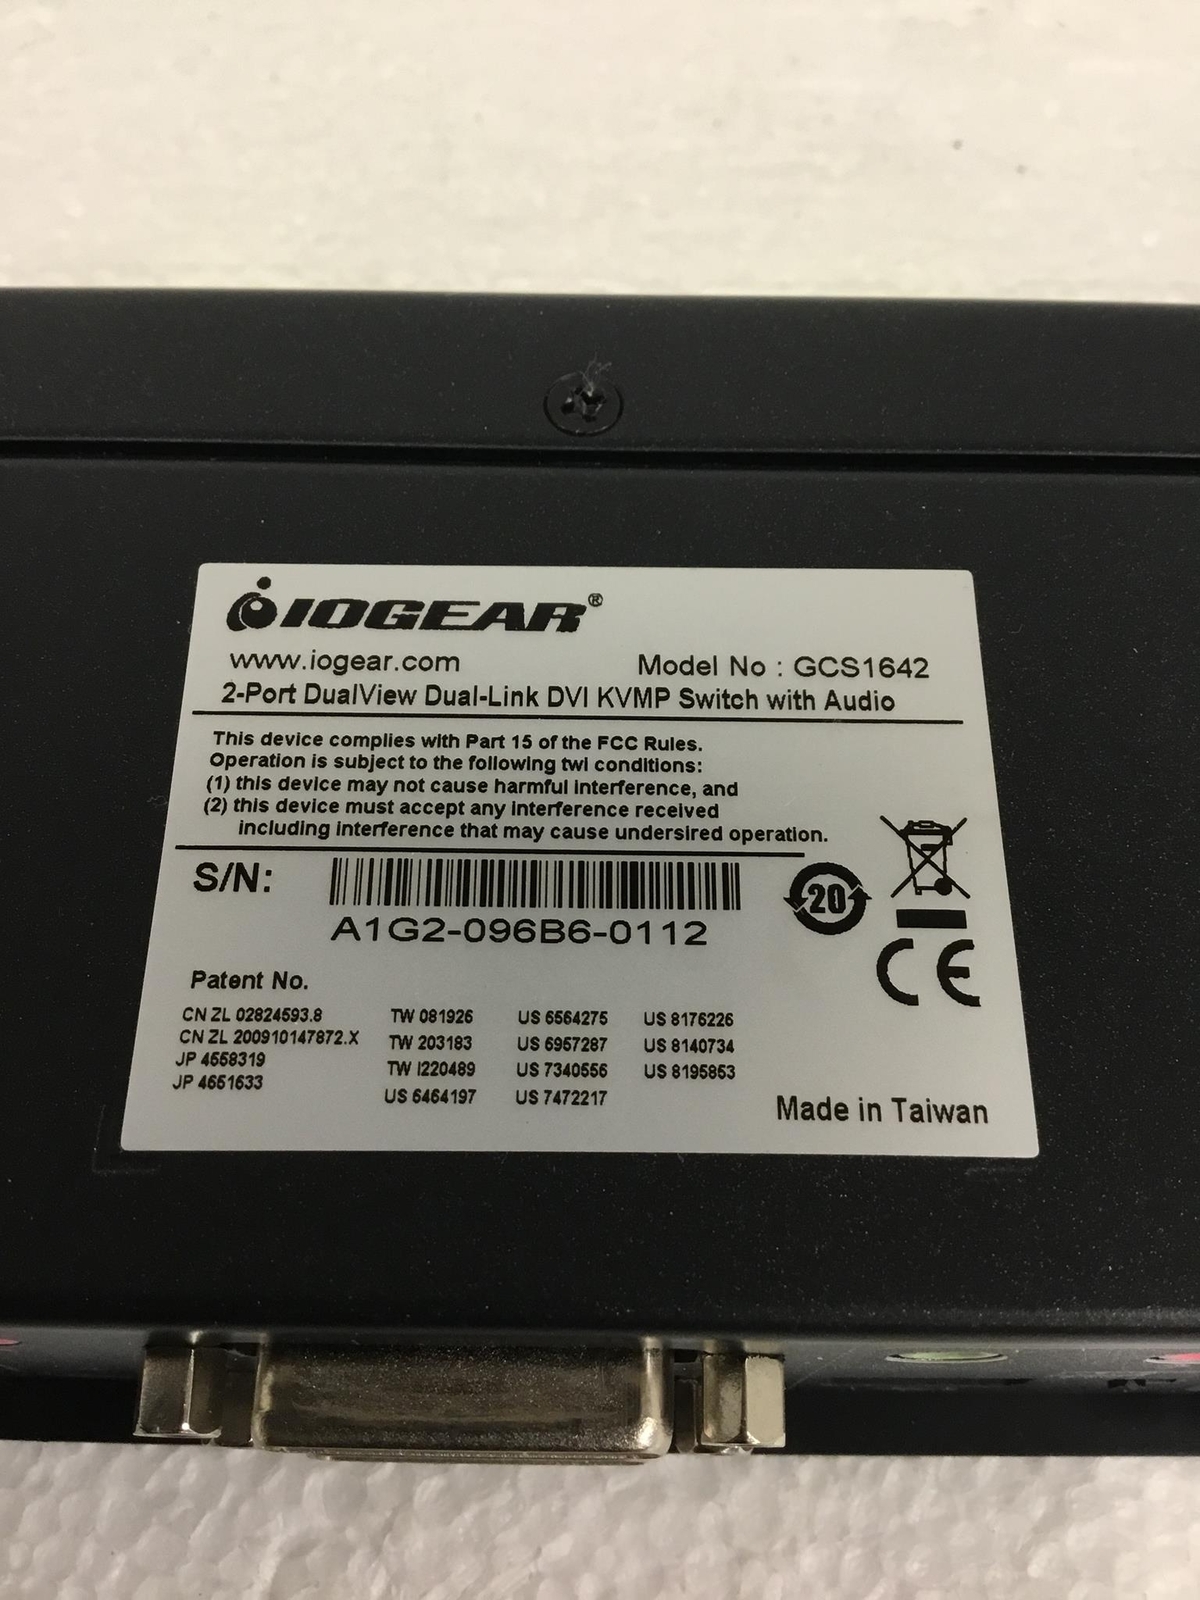 IOGEAR®
www.iogear.com Model No : GCS1642
2-Port DualView Dual-Link DVI KVMP Switch with Audio
This device complies with Part 15 of the FCC Rules.
Operation is subject to the following twi conditions:
(1) this device may not cause harmful interference, and
(2) this device must accept any interference received
including interference that may cause undersired operation.
S/N:
A1G2-096B6-0112
20
CE
Patent No.
CN ZL 02824593.8 TW 081926 US 6564275 US 8176226
CN ZL 200910147872.X TW 203183 US 6957287 US 8140734
JP 4558319 TW I220489 US 7340556 US 8195853
JP 4651633 US 6464197 US 7472217
Made in Taiwan